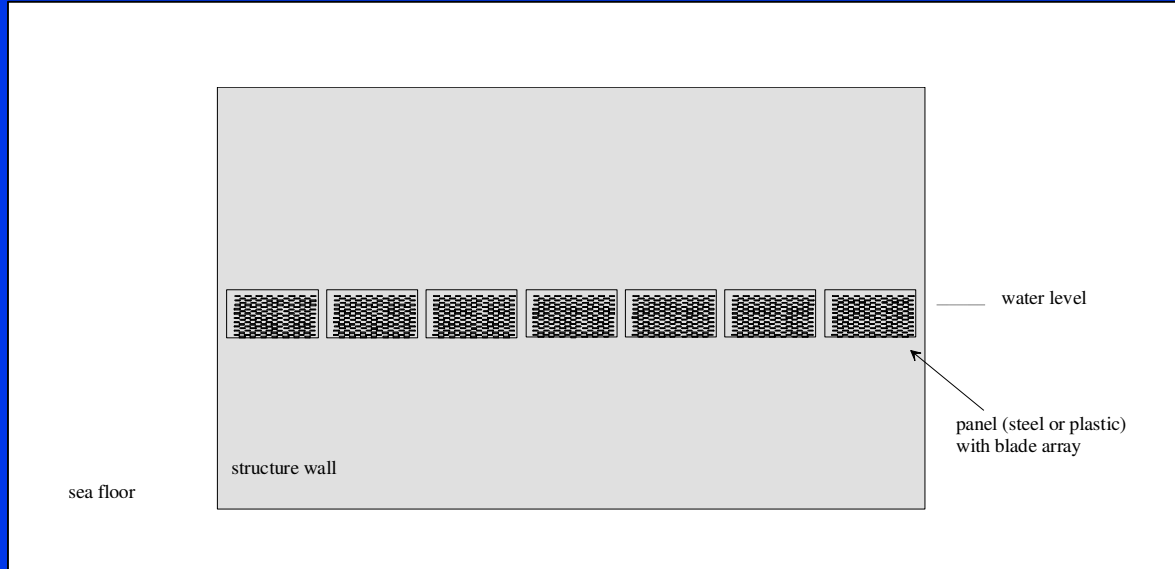 water level
panel (steel or plastic)
with blade array
structure wall
sea floor